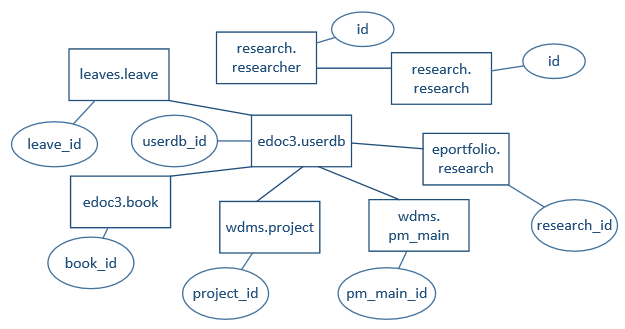 id
research.
researcher
research.
research
id
leaves.leave
leave_id
userdb_id
edoc3.userdb
eportfolio.
research
research_id
edoc3.book
book_id
wdms.project
project_id
wdms.
pm_main
pm_main_id